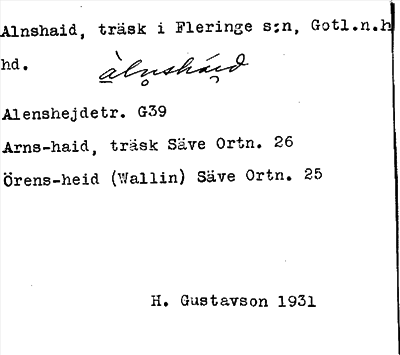 Alnshaid, träsk i Fleringe s:n, Gotl.n.h
hd.
àlnsháid
Alenshejdetr. G39
Arns-haid, träsk Säve Ortn. 26
Örens-heid (Wallin) Säve Ortn. 25
H. Gustavson 1931